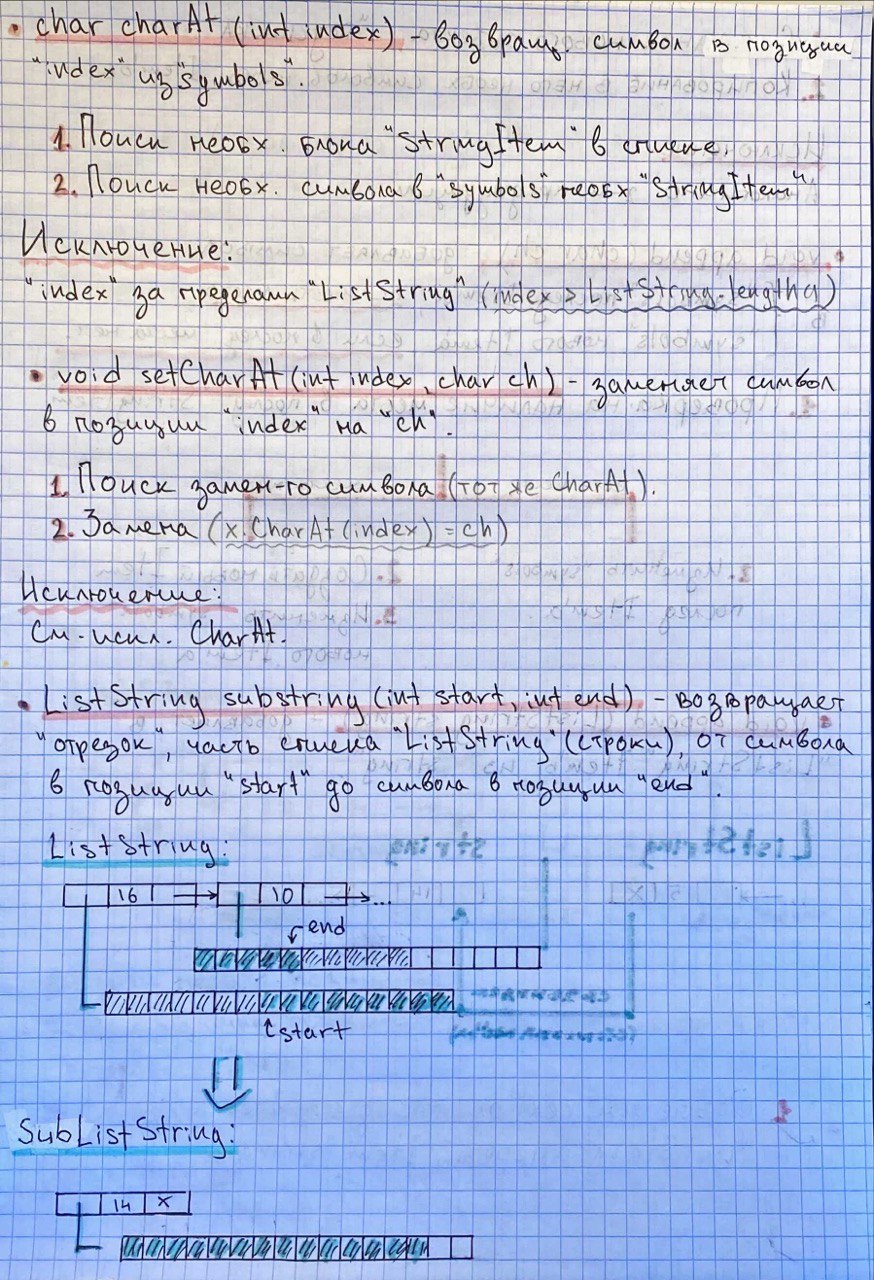 • char charAt (int index) - возвращ. символ в позиции
"index" из "symbols".
1. Поиск необх. блока "StringItem" в списке.
2. Поиск необх. символа в "symbols" необх "StringItem".
Исключение:
"index" за пределами "ListString" (index > ListString.length())
• void setCharAt (int index, char ch) - заменяет символ
в позиции "index" на "ch".
1. Поиск замен-го символа (тот же CharAt).
2. Замена (x.CharAt(index) = ch)
Исключение:
См. искл. CharAt.
• ListString substring (int start, int end) - возвращает
"отрезок", часть списка "ListString" (строки), от символа
в позиции "start" до символа в позиции "end".
ListString:
16 10 ...
end
start
SubListString:
14 x